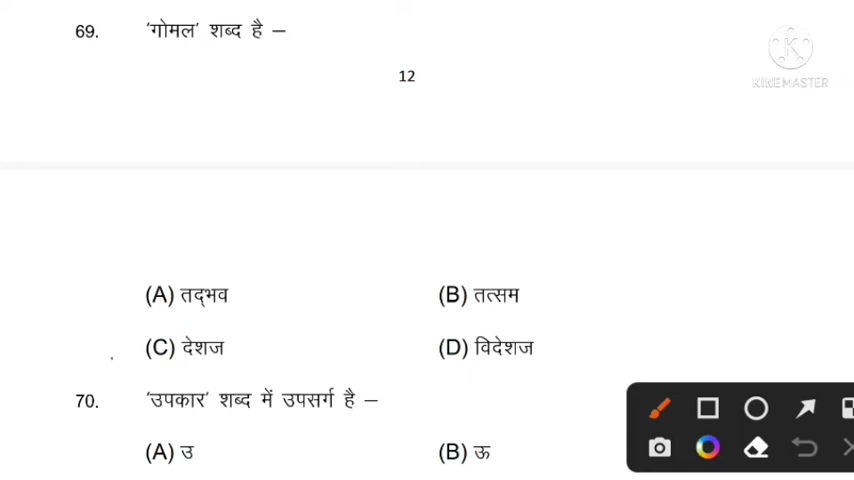 69. 'गोमल' शब्द है –
KINEMASTER
12
(A) तद्भव (B) तत्सम
(C) देशज (D) विदेशज
70. 'उपकार' शब्द में उपसर्ग है –
(A) उ (B) ऊ